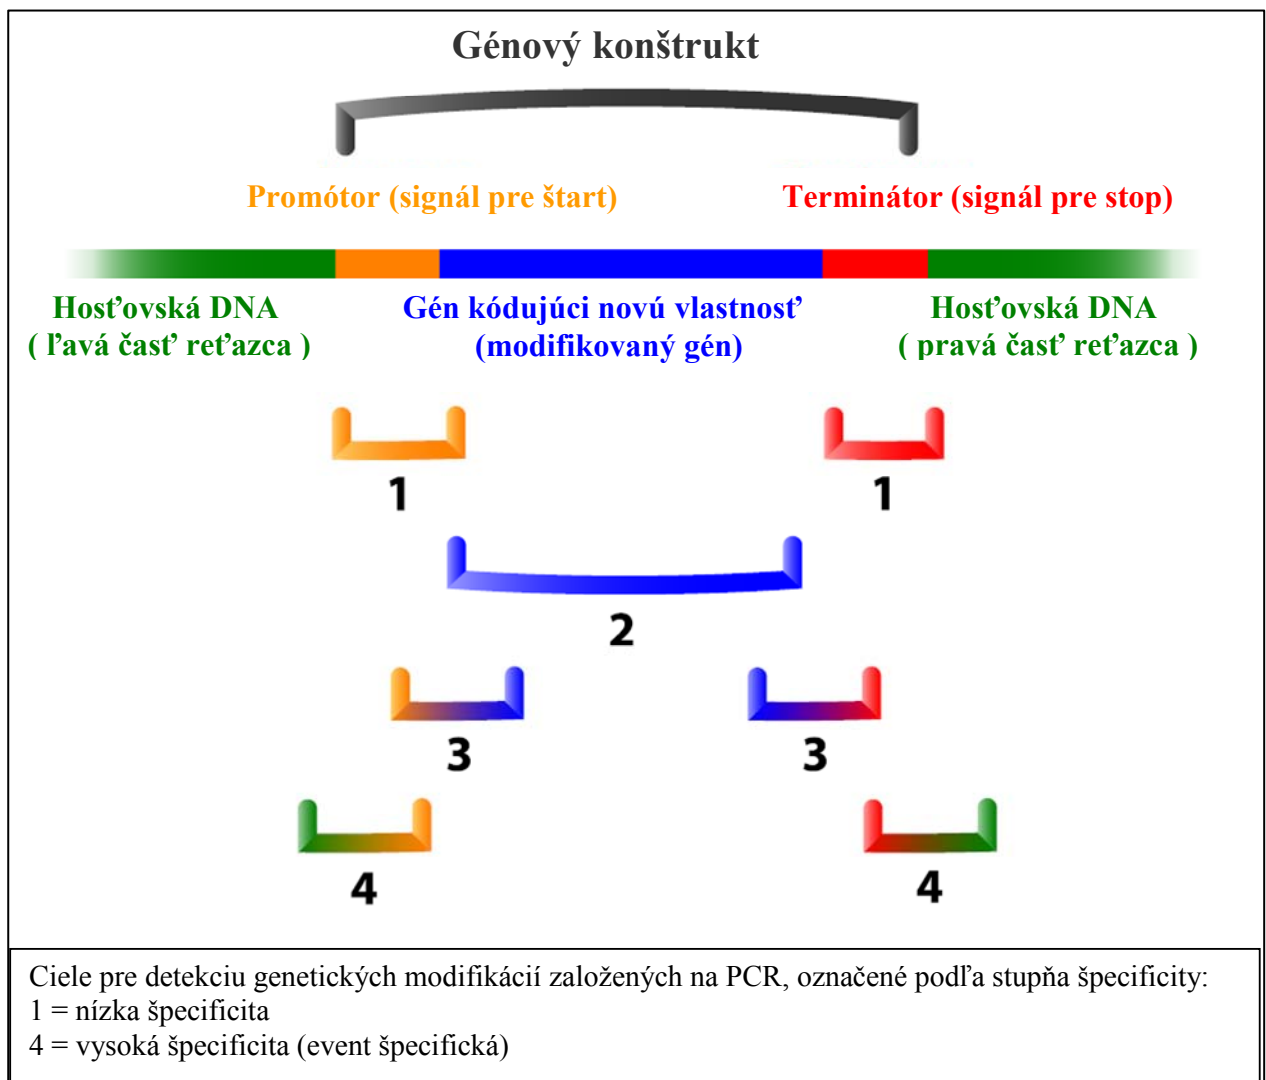 Génový konštrukt
Promótor (signál pre štart)
Terminátor (signál pre stop)
Hosťovská DNA
( ľavá časť reťazca )
Gén kódujúci novú vlastnosť
(modifikovaný gén)
Hosťovská DNA
( pravá časť reťazca )
1
1
2
3
3
4
4
Ciele pre detekciu genetických modifikácií založených na PCR, označené podľa stupňa špecificity:
1 = nízka špecificita
4 = vysoká špecificita (event špecifická)